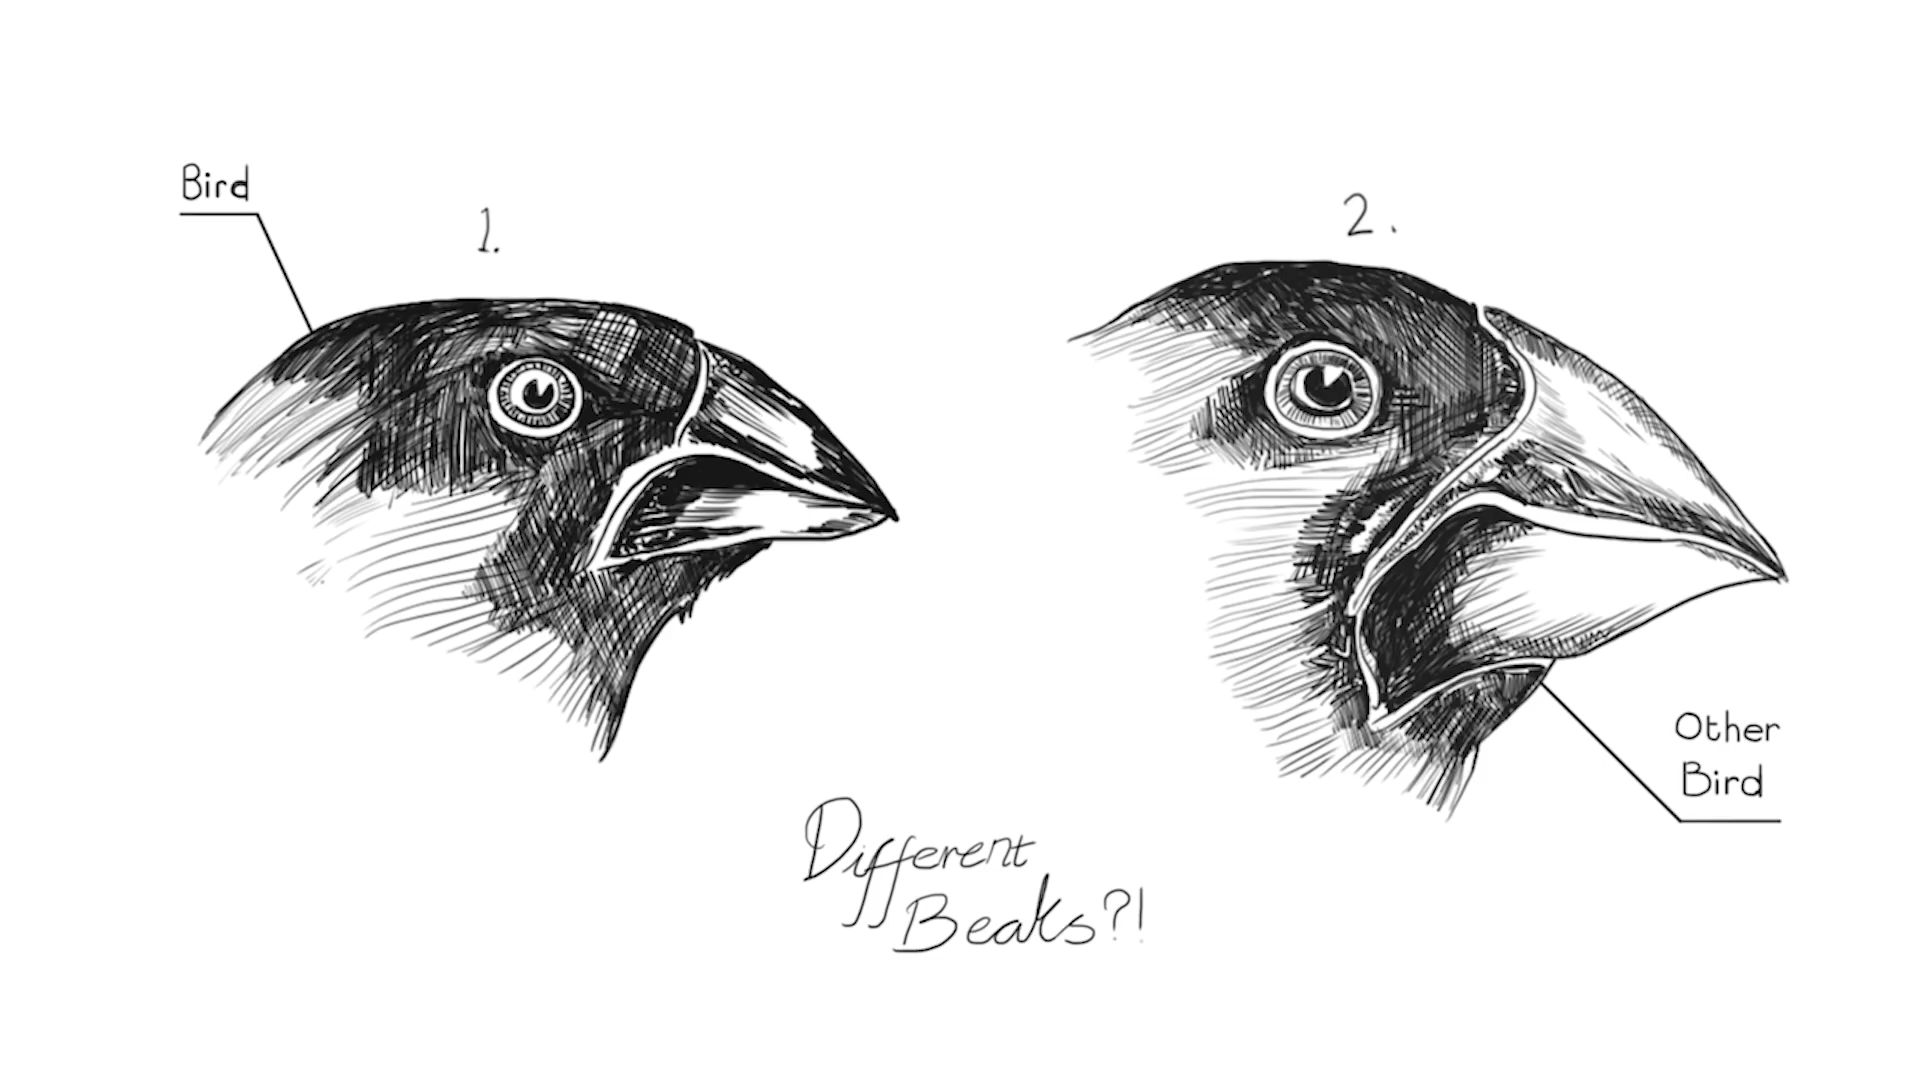 Bird
1.
2.
Other
Bird
Different
Beaks?!